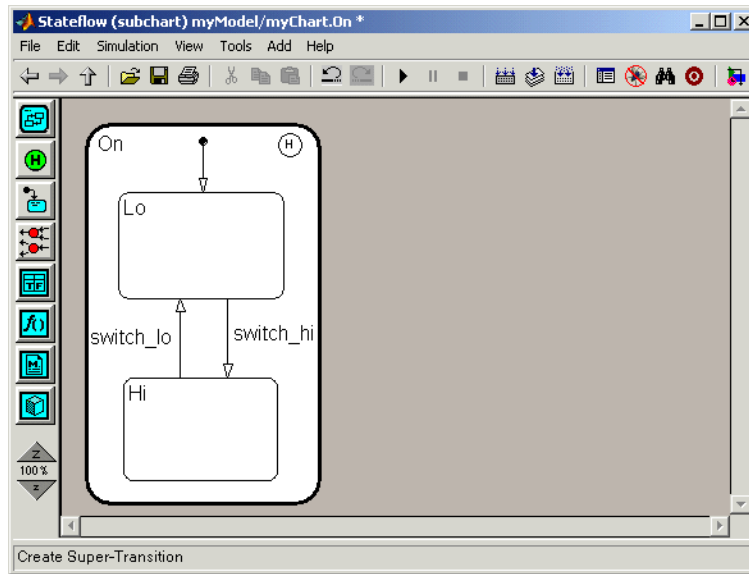 Stateflow (subchart) myModel/myChart.On *
File Edit Simulation View Tools Add Help
On
H
Lo
switch_lo
switch_hi
Hi
H
TF
f()
M
Z
100%
z
Create Super-Transition